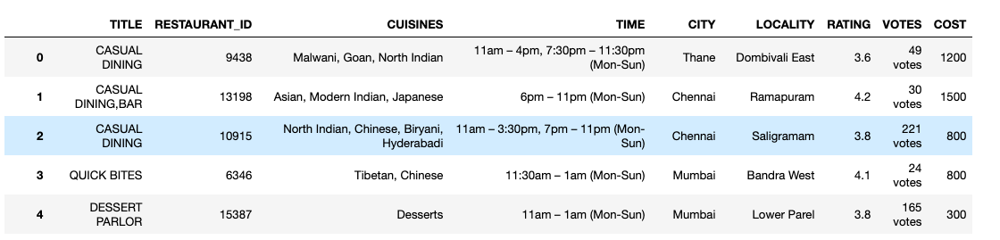 TITLE RESTAURANT_ID CUISINES TIME CITY LOCALITY RATING VOTES COST
0 CASUAL DINING 9438 Malwani, Goan, North Indian 11am – 4pm, 7:30pm – 11:30pm (Mon-Sun) Thane Dombivali East 3.6 49 votes 1200
1 CASUAL DINING,BAR 13198 Asian, Modern Indian, Japanese 6pm – 11pm (Mon-Sun) Chennai Ramapuram 4.2 30 votes 1500
2 CASUAL DINING 10915 North Indian, Chinese, Biryani, Hyderabadi 11am – 3:30pm, 7pm – 11pm (Mon-Sun) Chennai Saligramam 3.8 221 votes 800
3 QUICK BITES 6346 Tibetan, Chinese 11:30am – 1am (Mon-Sun) Mumbai Bandra West 4.1 24 votes 800
4 DESSERT PARLOR 15387 Desserts 11am – 1am (Mon-Sun) Mumbai Lower Parel 3.8 165 votes 300